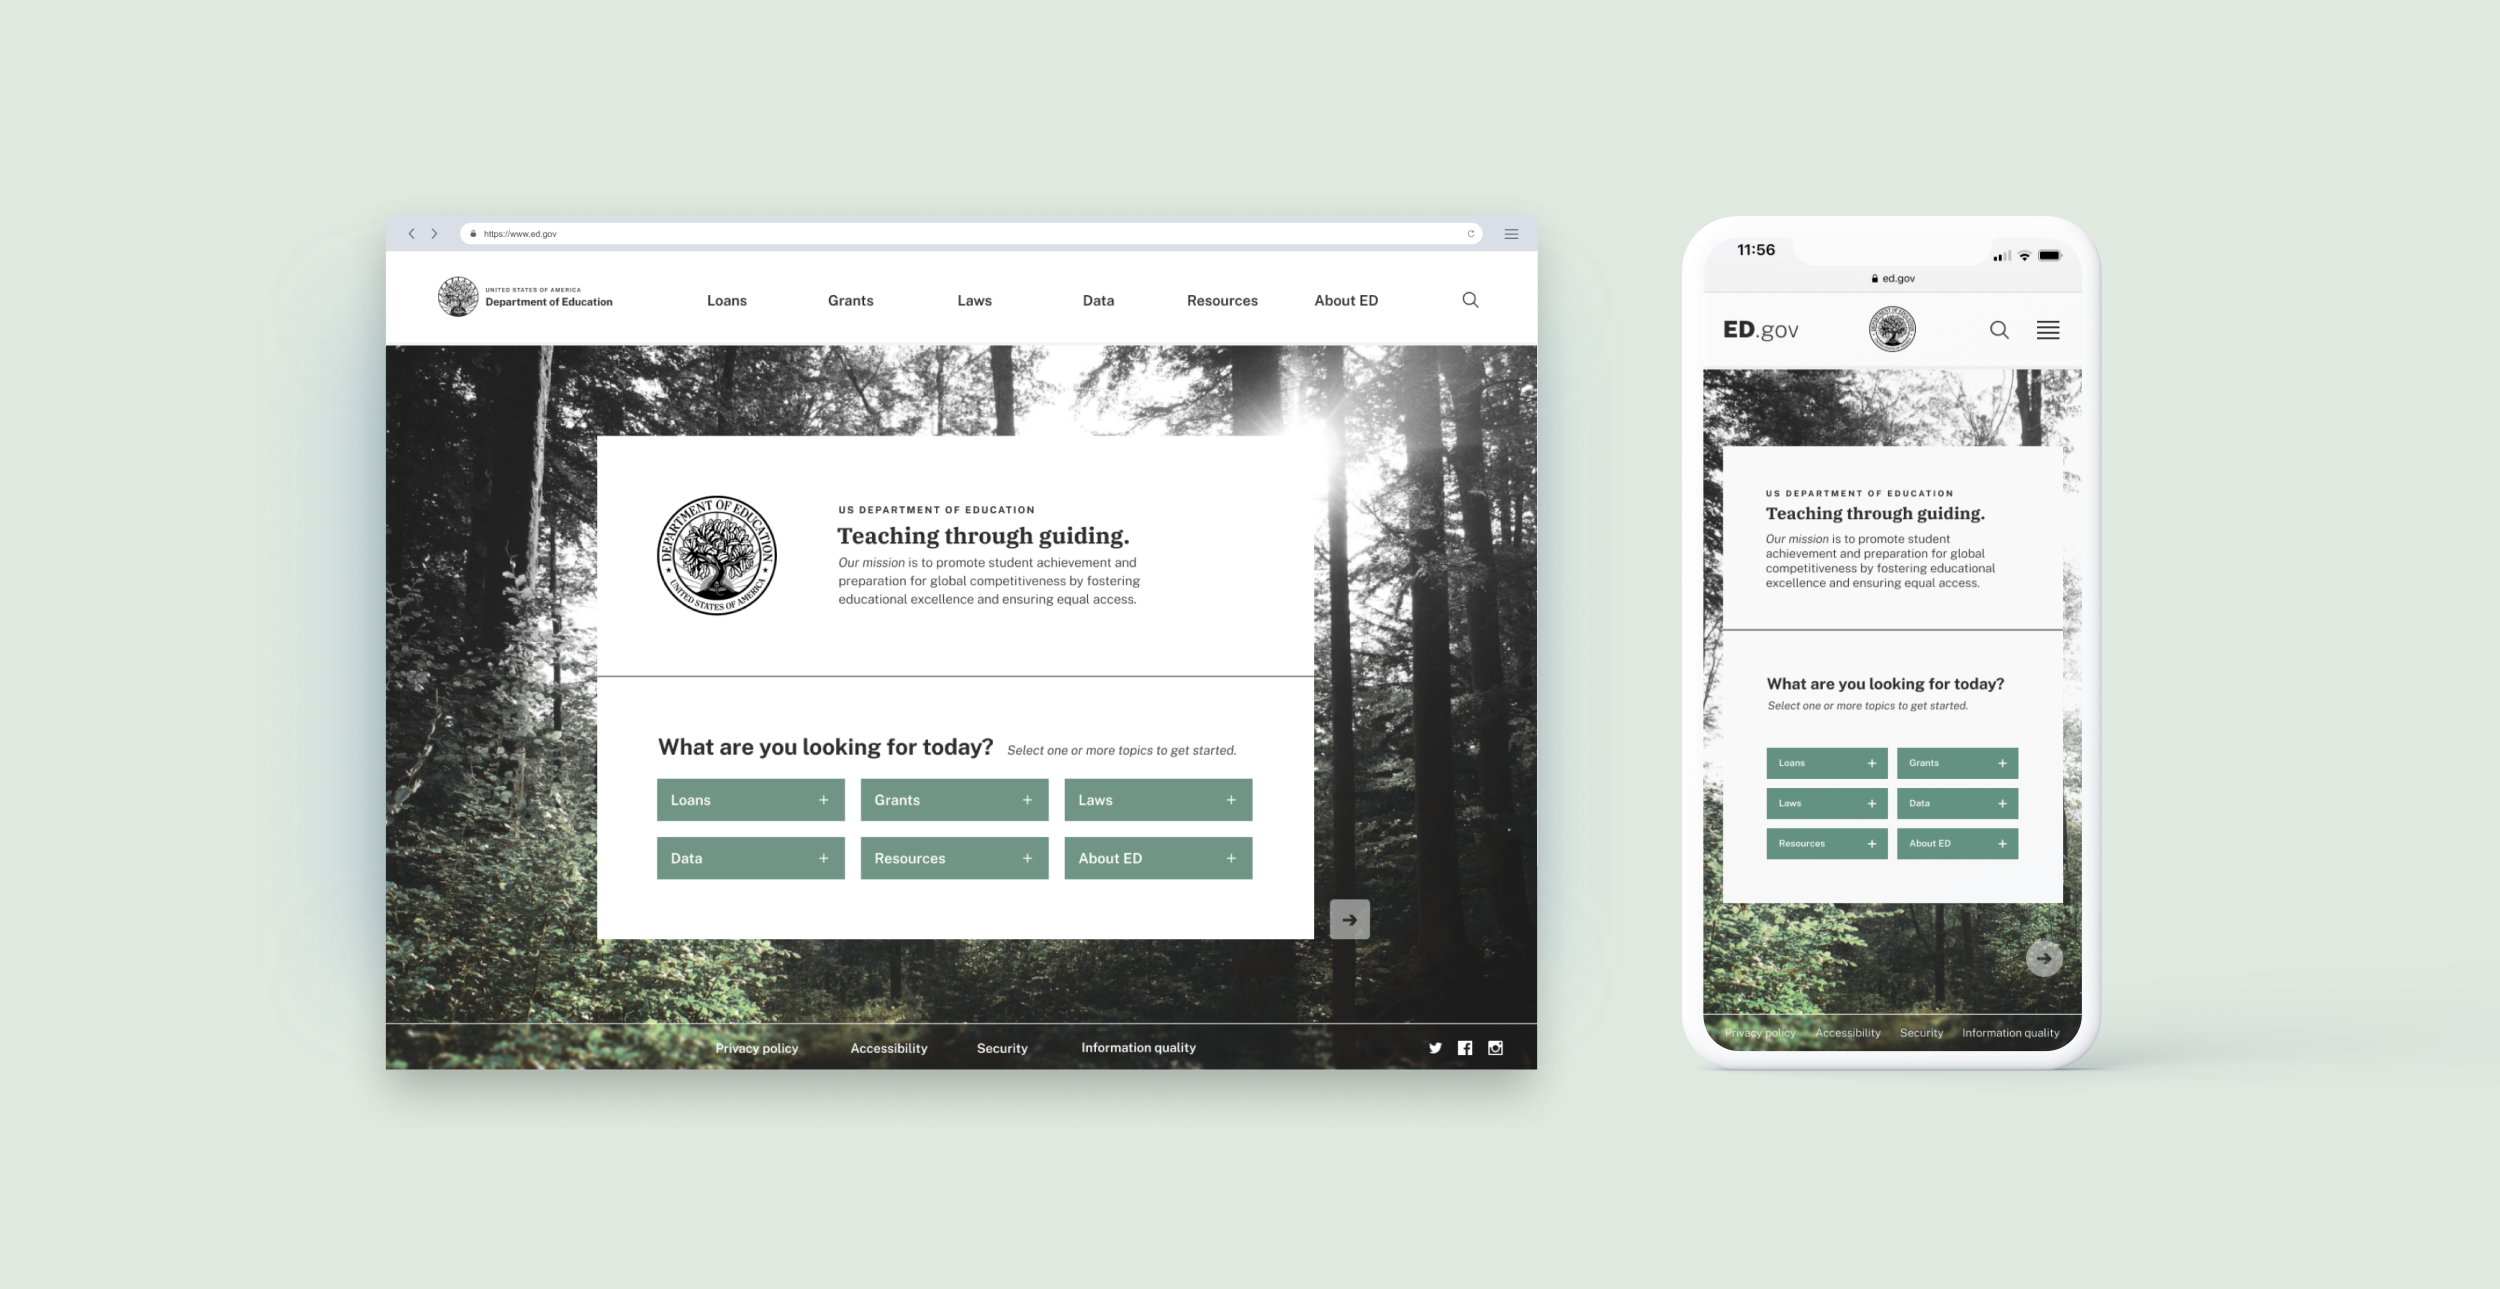 https://www.ed.gov
UNITED STATES OF AMERICA
Department of Education
Loans
Grants
Laws
Data
Resources
About ED
DEPARTMENT OF EDUCATION
UNITED STATES OF AMERICA
US DEPARTMENT OF EDUCATION
Teaching through guiding.
Our mission is to promote student achievement and
preparation for global competitiveness by fostering
educational excellence and ensuring equal access.
What are you looking for today?
Select one or more topics to get started.
Loans +
Grants +
Laws +
Data +
Resources +
About ED +
Privacy policy
Accessibility
Security
Information quality
11:56
ed.gov
ED.gov
DEPARTMENT OF EDUCATION
UNITED STATES OF AMERICA
US DEPARTMENT OF EDUCATION
Teaching through guiding.
Our mission is to promote student
achievement and preparation for global
competitiveness by fostering educational
excellence and ensuring equal access.
What are you looking for today?
Select one or more topics to get started.
Loans +
Grants +
Laws +
Data +
Resources +
About ED +
Privacy policy
Accessibility
Security
Information quality